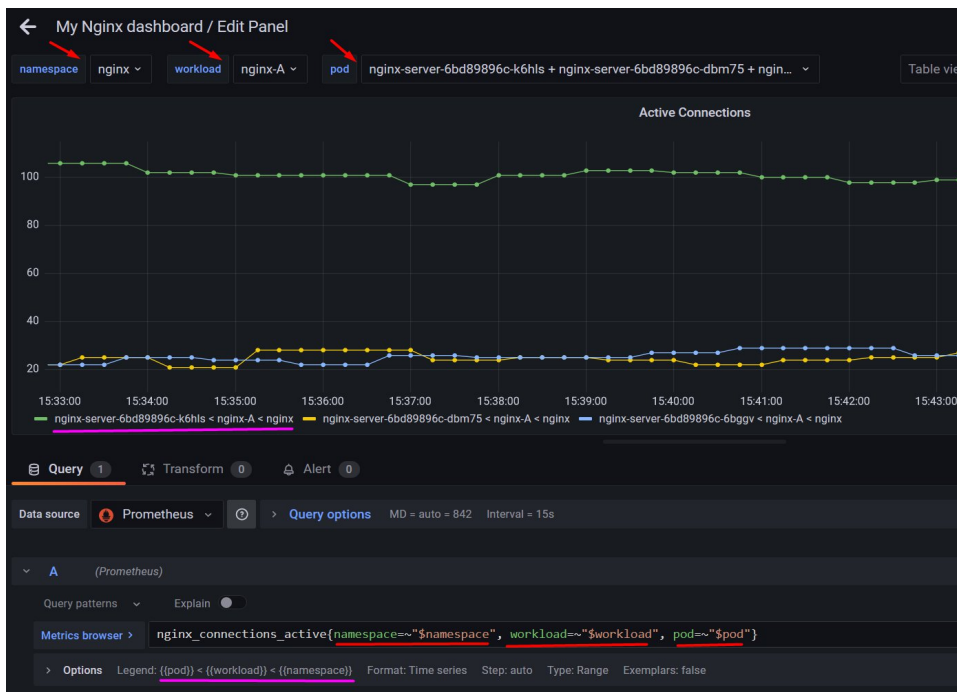 My Nginx dashboard / Edit Panel
namespace nginx workload nginx-A pod nginx-server-6bd89896c-k6hls + nginx-server-6bd89896c-dbm75 + ngin... Table vie
Active Connections
100
80
60
40
20
15:33:00 15:34:00 15:35:00 15:36:00 15:37:00 15:38:00 15:39:00 15:40:00 15:41:00 15:42:00 15:43:00
nginx-server-6bd89896c-k6hls < nginx-A < nginx nginx-server-6bd89896c-dbm75 < nginx-A < nginx nginx-server-6bd89896c-6bggv < nginx-A < nginx
Query 1 Transform 0 Alert 0
Data source Prometheus > Query options MD = auto = 842 Interval = 15s
A (Prometheus)
Query patterns Explain
Metrics browser > nginx_connections_active{namespace=~"$namespace", workload=~"$workload", pod=~"$pod"}
> Options Legend: {{pod}} < {{workload}} < {{namespace}} Format: Time series Step: auto Type: Range Exemplars: false